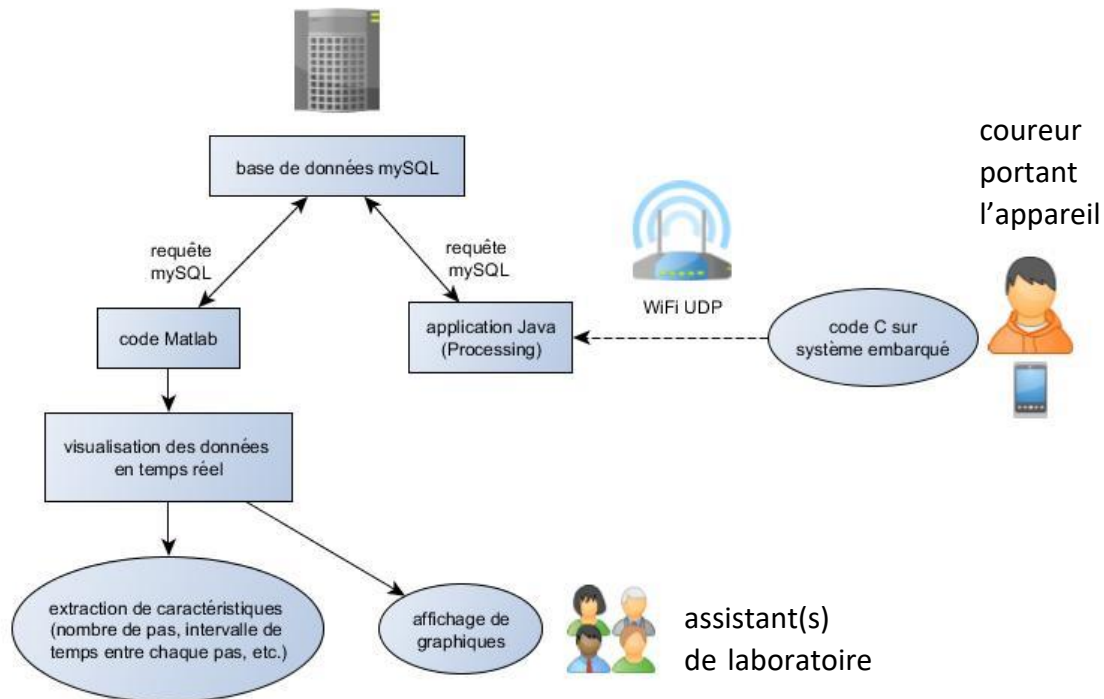 base de données mySQL
coureur
portant
l’appareil
requête
mySQL
requête
mySQL
WiFi UDP
code Matlab
application Java
(Processing)
code C sur
système embarqué
visualisation des données
en temps réel
extraction de caractéristiques
(nombre de pas, intervalle de
temps entre chaque pas, etc.)
affichage de
graphiques
assistant(s)
de laboratoire